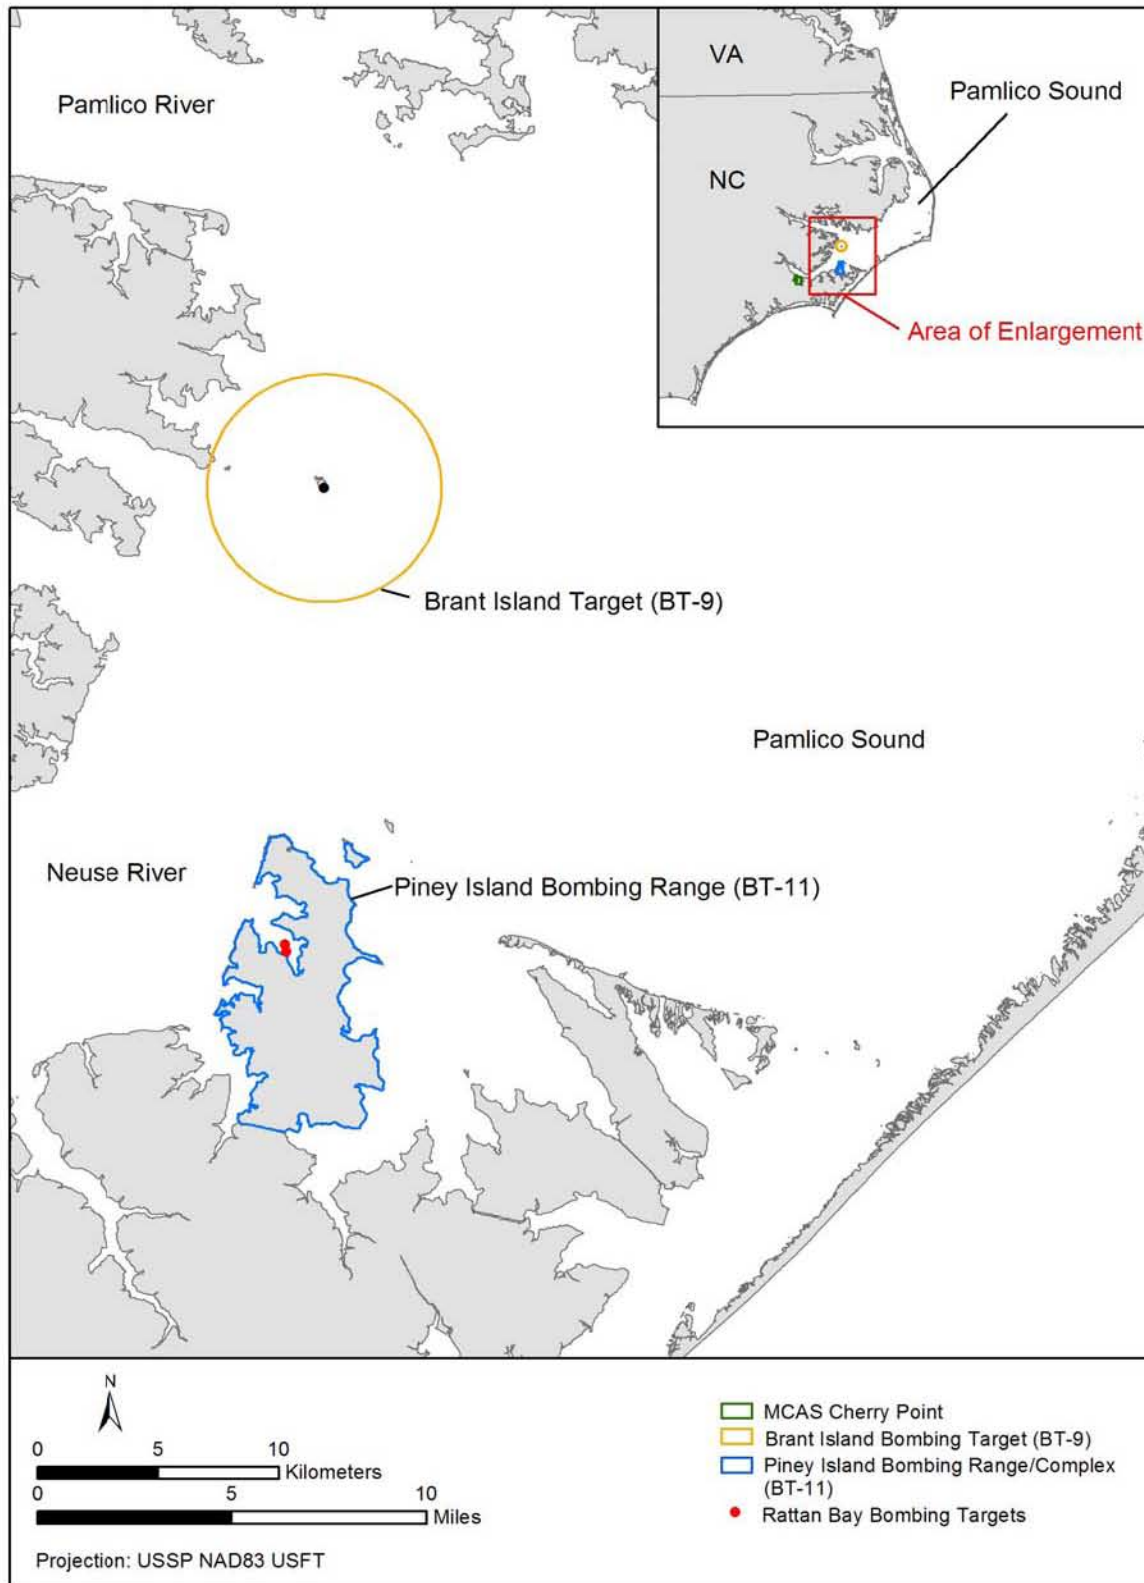 Pamlico River
VA
Pamlico Sound
NC
Area of Enlargement
Brant Island Target (BT-9)
Pamlico Sound
Neuse River
Piney Island Bombing Range (BT-11)
N
0 5 10
Kilometers
0 5 10
Miles
Projection: USSP NAD83 USFT
MCAS Cherry Point
Brant Island Bombing Target (BT-9)
Piney Island Bombing Range/Complex
(BT-11)
Rattan Bay Bombing Targets